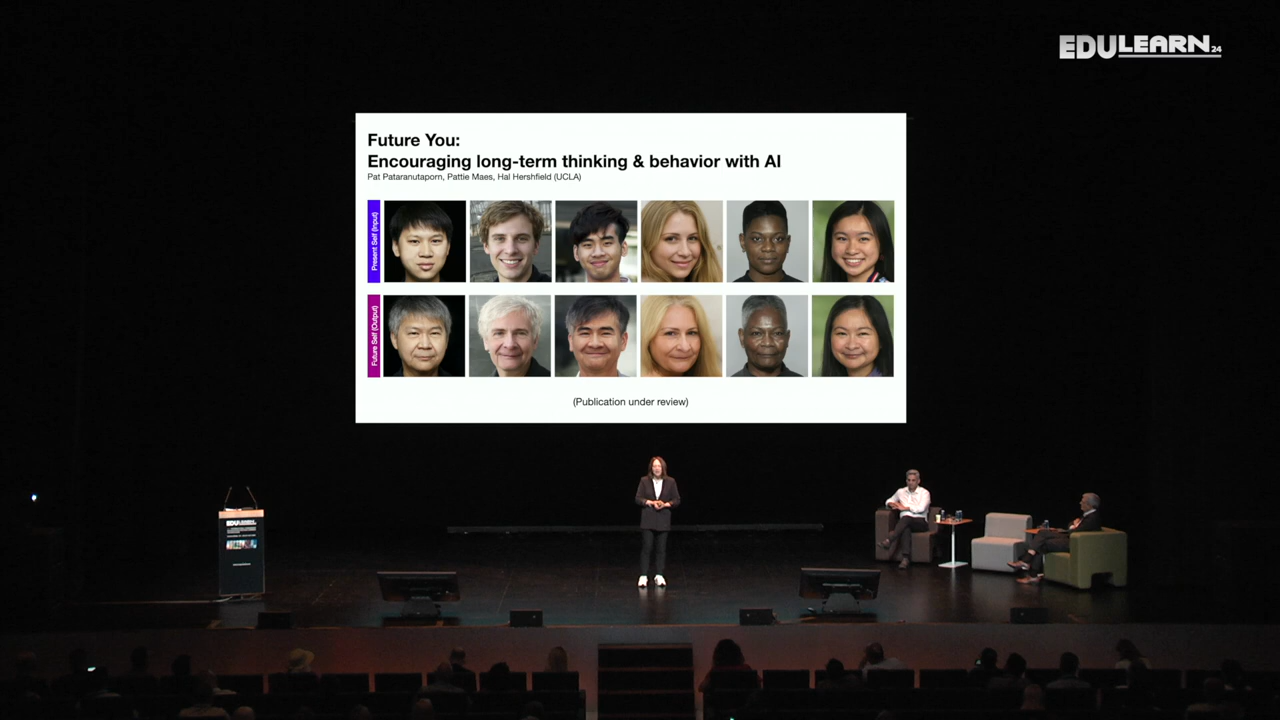 EDULEARN24
Future You:
Encouraging long-term thinking & behavior with AI
Pat Pataranutaporn, Pattie Maes, Hal Hershfield (UCLA)
Present Self (Input)
Future Self (Output)
(Publication under review)
EDULEARN